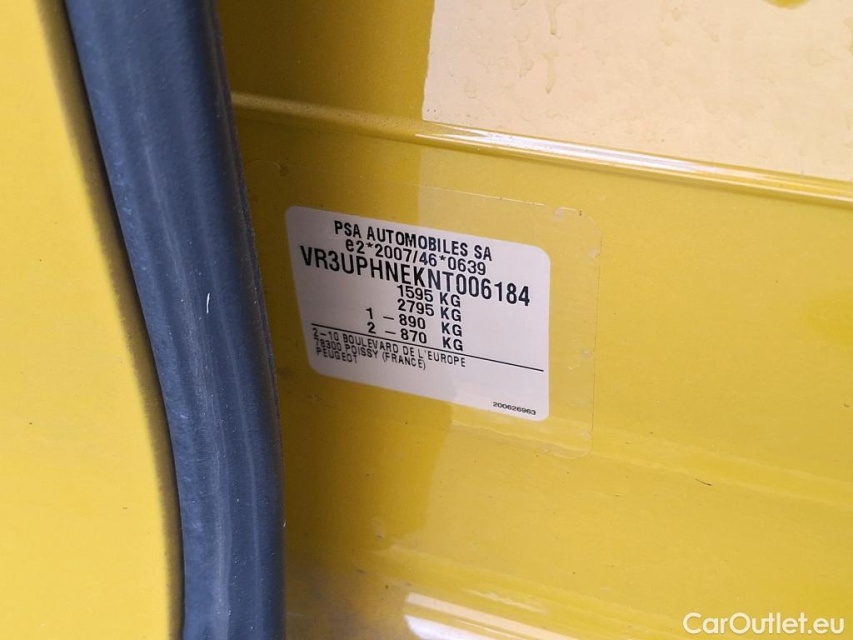 PSA AUTOMOBILES SA
e2*2007/46*0639
VR3UPHNEKNT006184
1595 KG
2795 KG
1 - 890 KG
2 - 870 KG
2-10 BOULEVARD DE L'EUROPE
78300 POISSY (FRANCE)
PEUGEOT
200626963
CarOutlet.eu